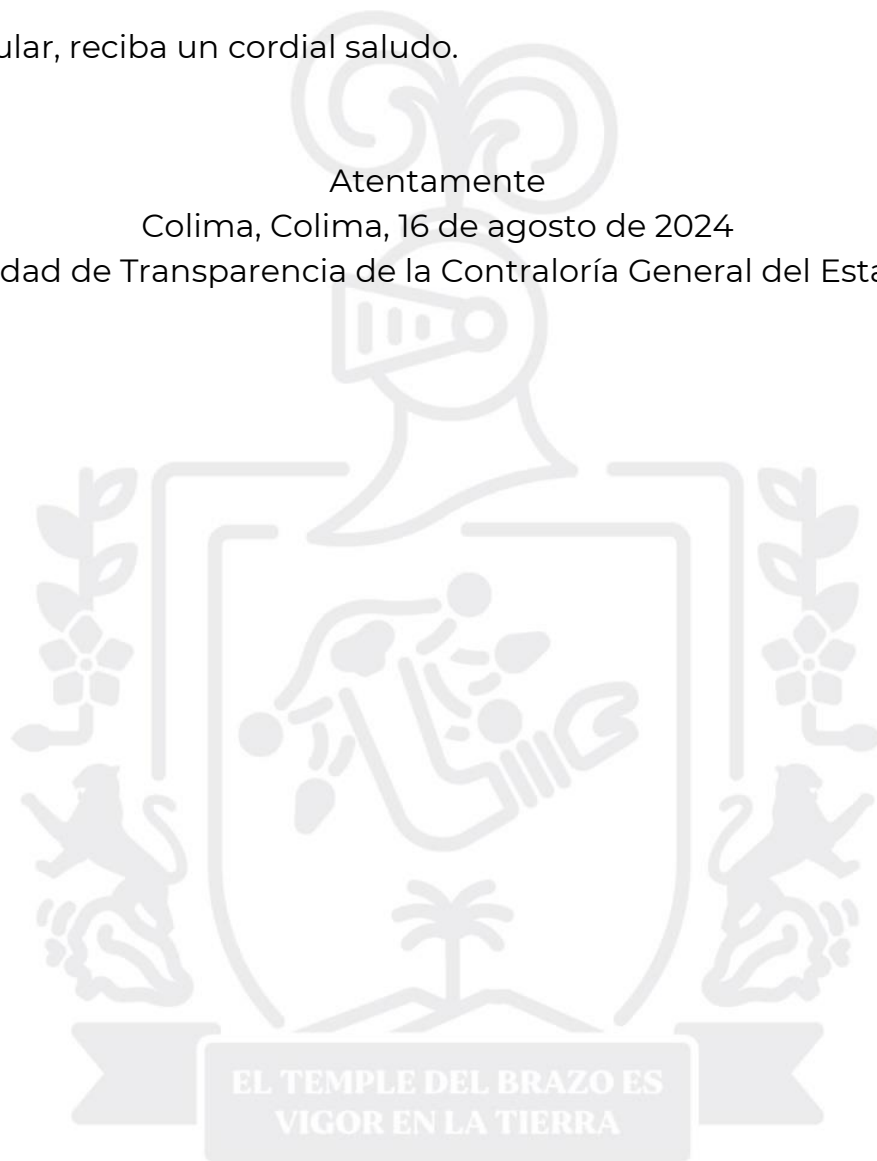 ular, reciba un cordial saludo.
Atentamente
Colima, Colima, 16 de agosto de 2024
dad de Transparencia de la Contraloría General del Esta
EL TEMPLE DEL BRAZO ES
VIGOR EN LA TIERRA